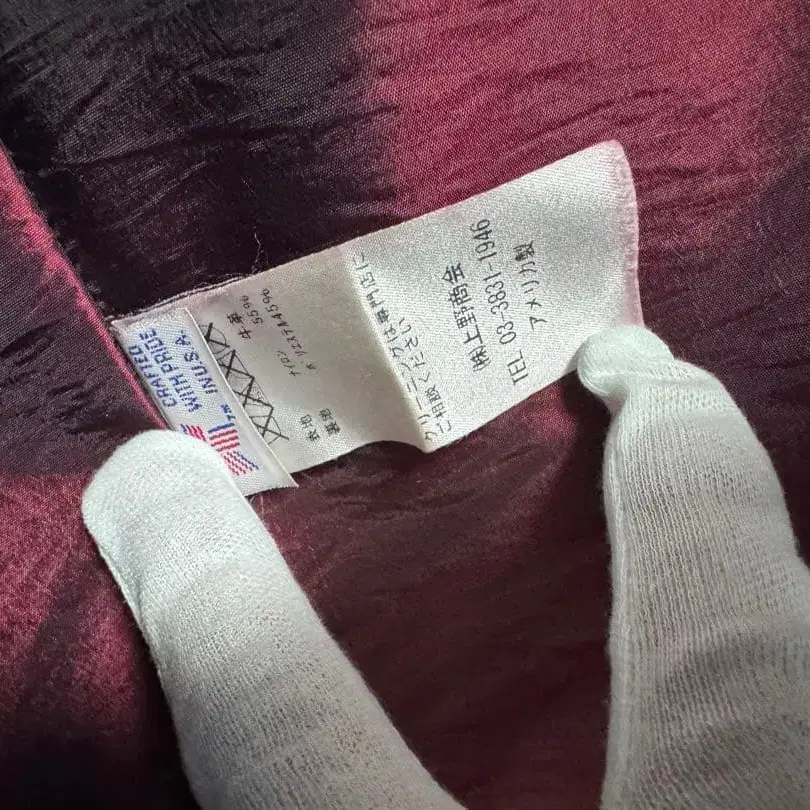 CRAFTED
WITH PRIDE
IN U.S.A.
TM
表地 牛革
裏地 ナイロン 55%
ポリエステル45%
クリーニングは専門店に
ご相談ください
㈱上野商会
TEL 03-3831-1946
アメリカ製